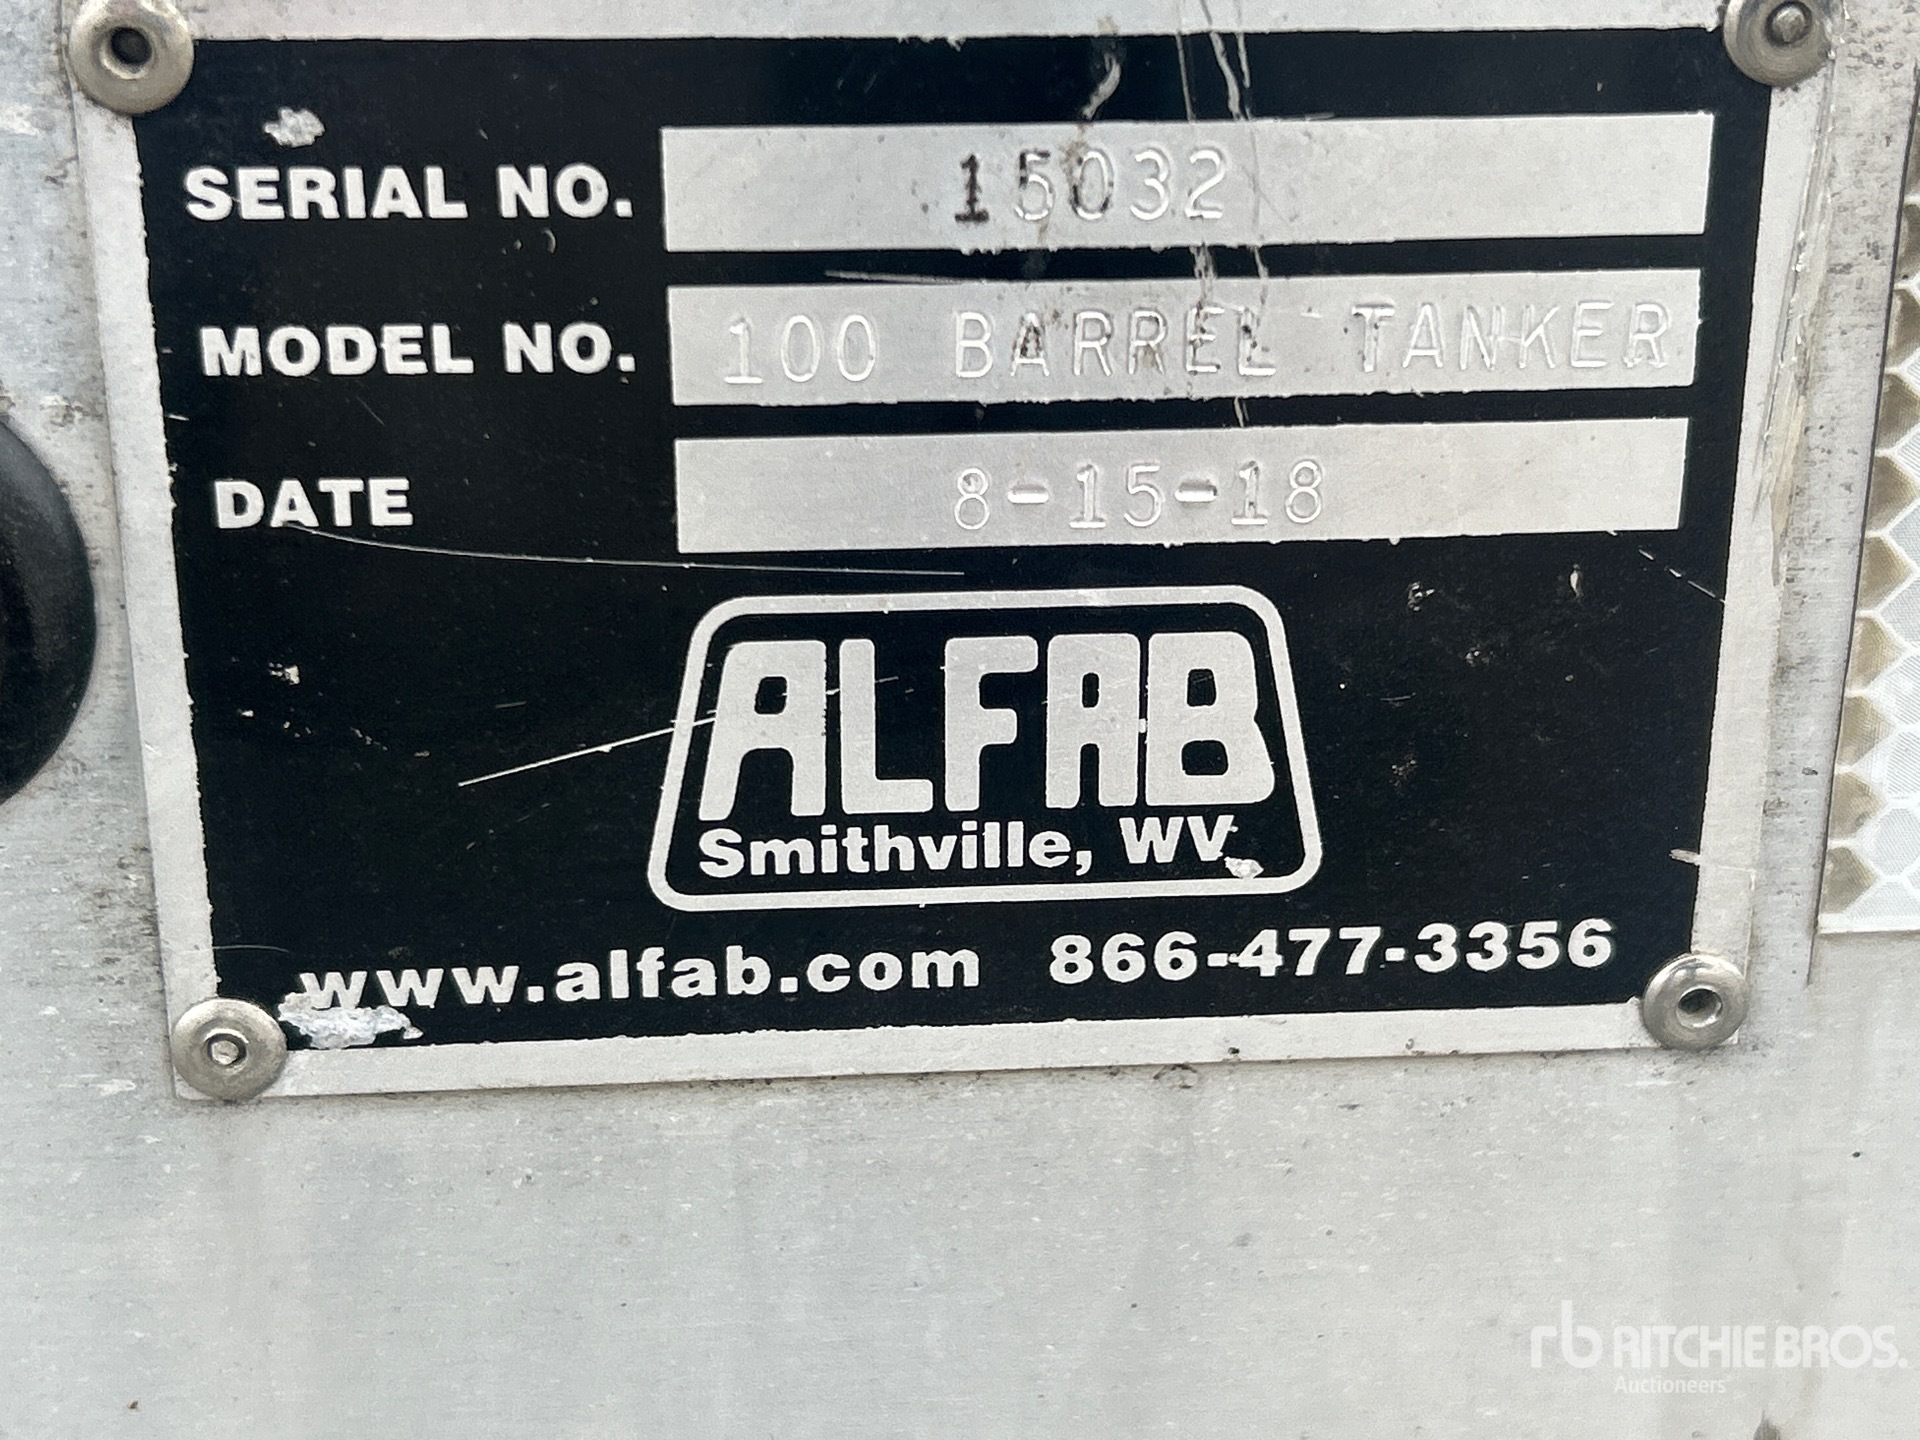 SERIAL NO. 15032
MODEL NO. 100 BARREL TANKER
DATE 8-15-18
ALFAB
Smithville, WV
www.alfab.com 866-477-3356
rb RITCHIE BROS.
Auctioneers